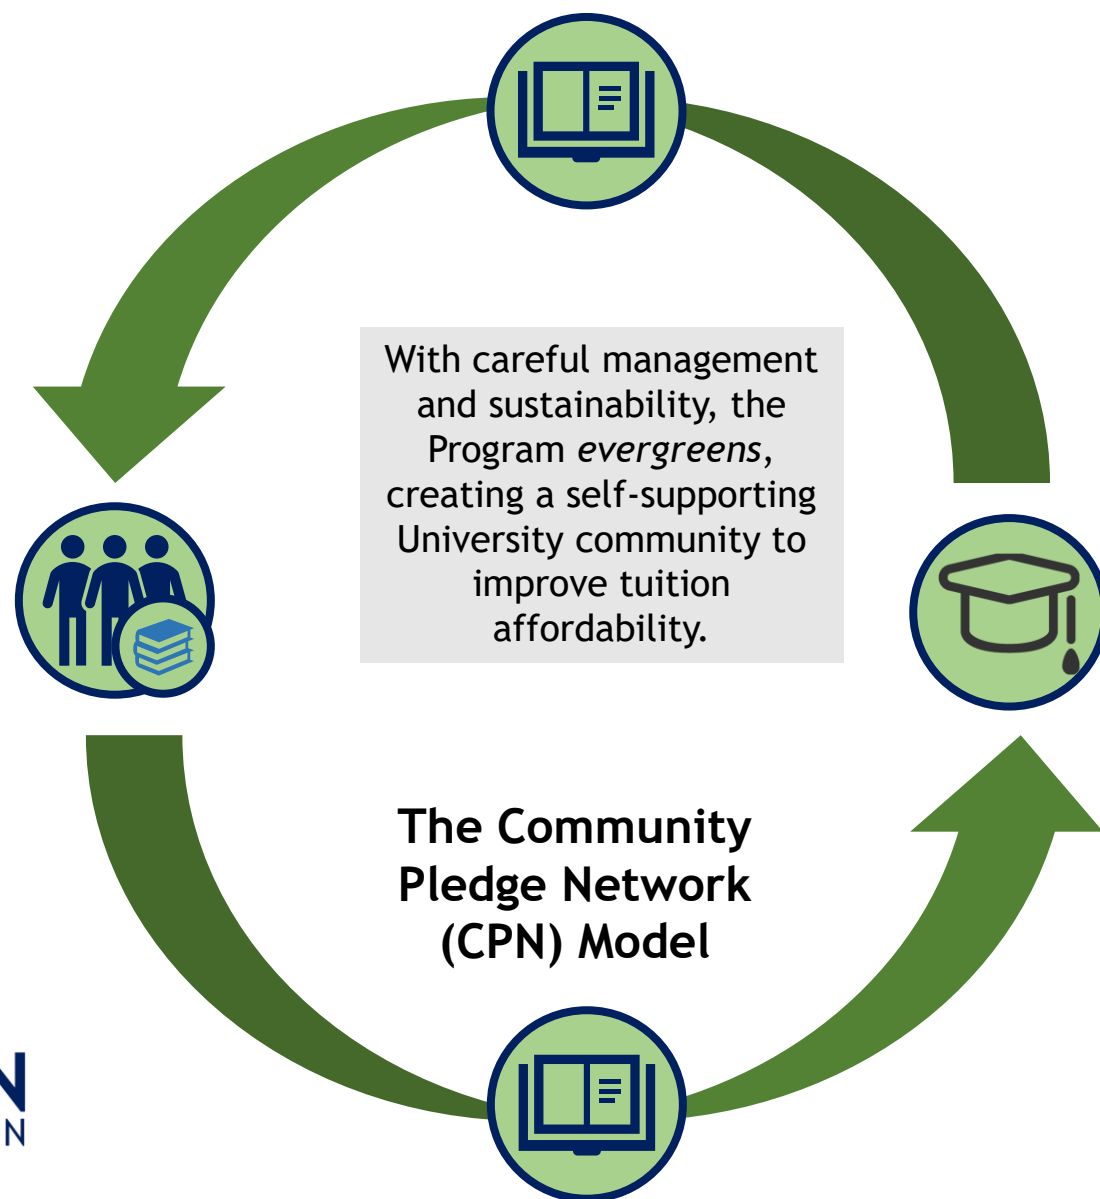 With careful management
and sustainability, the
Program evergreens,
creating a self-supporting
University community to
improve tuition
affordability.
The Community
Pledge Network
(CPN) Model
N
N